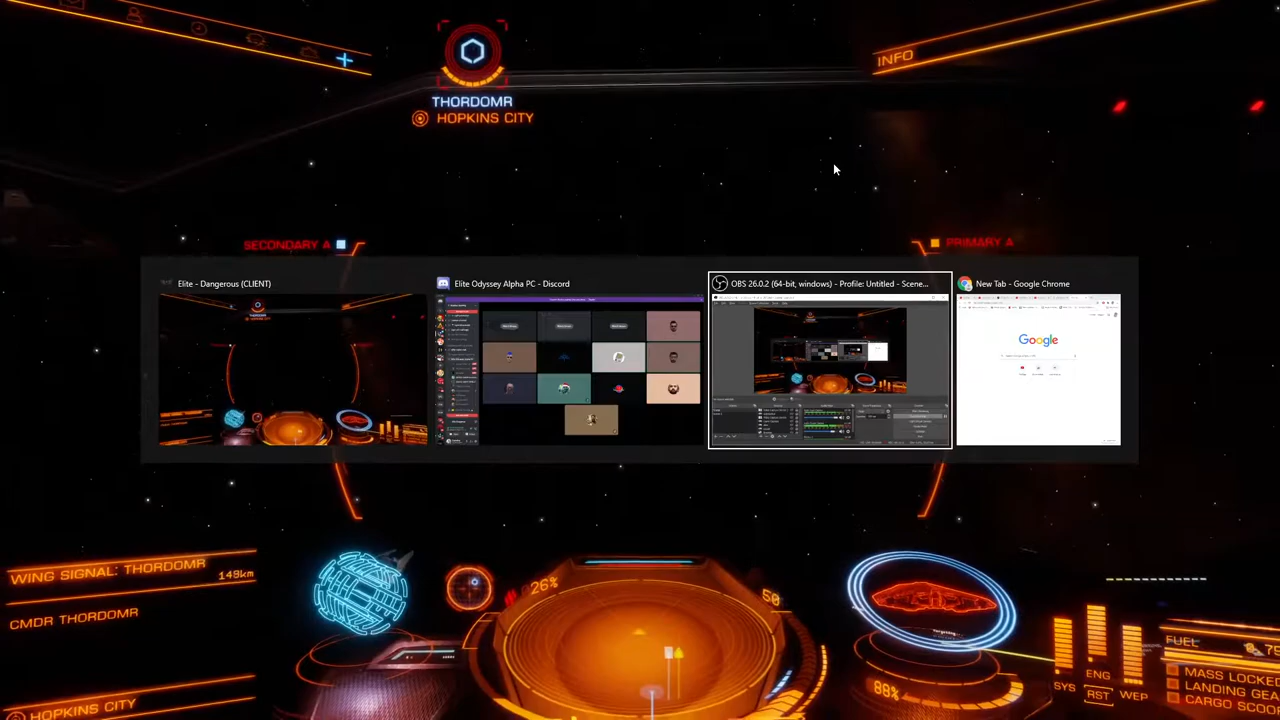 INFO
THORDOMR
HOPKINS CITY
SECONDARY A
PRIMARY A
Elite - Dangerous (CLIENT)
Elite Odyssey Alpha PC - Discord
OBS 26.0.2 (64-bit, windows) - Profile: Untitled - Scene...
New Tab - Google Chrome
Google
WING SIGNAL: THORDOMR
149km
CMDR THORDOMR
HOPKINS CITY
26%
50
88%
SYS
ENG
RST
WEP
FUEL
MASS LOCKED
LANDING GEA
CARGO SCOO